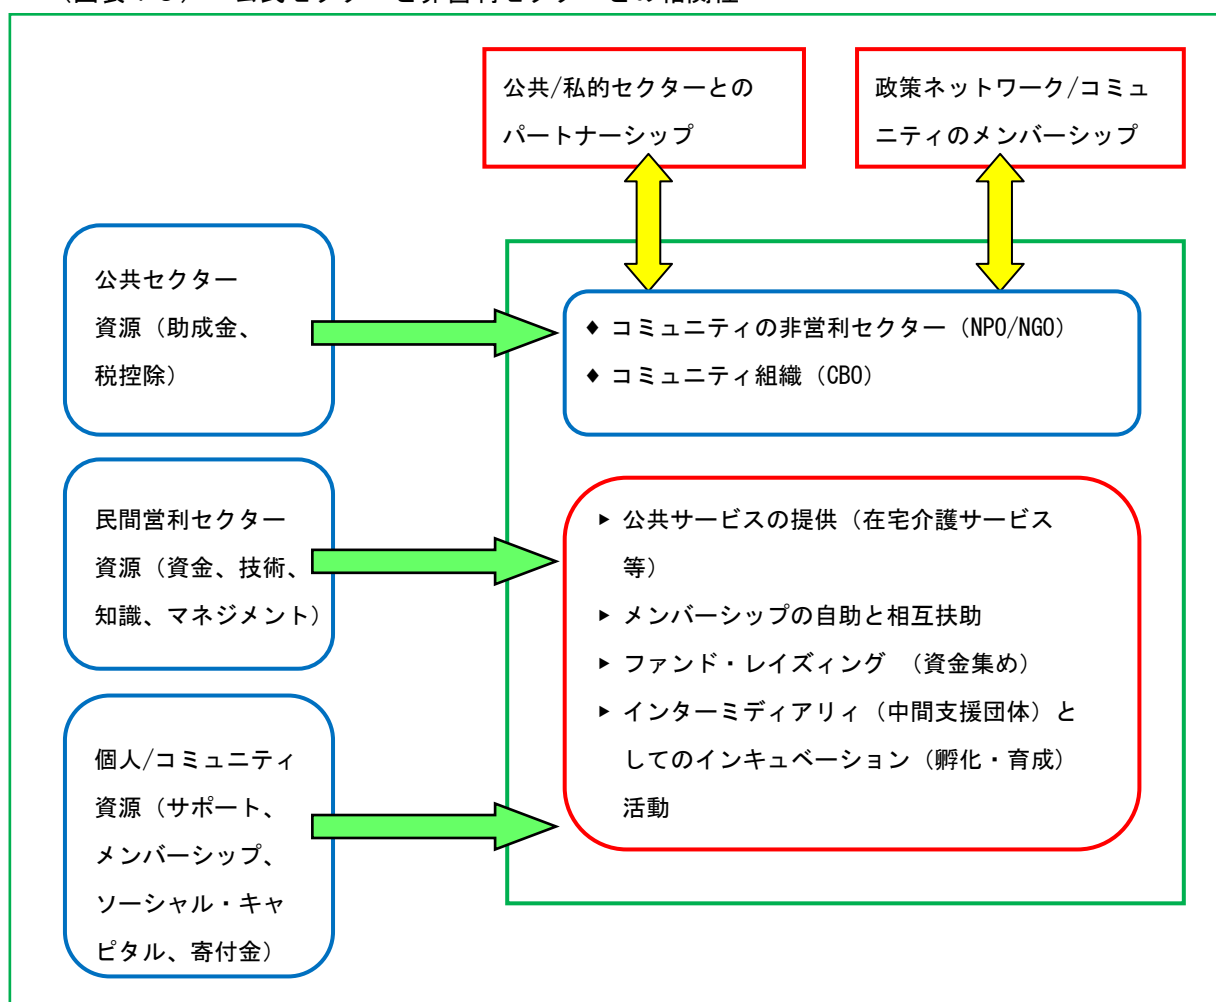 公共/私的セクターとの
パートナーシップ
政策ネットワーク/コミュ
ニティのメンバーシップ
公共セクター
資源（助成金、
税控除）
◆ コミュニティの非営利セクター（NPO/NGO）
◆ コミュニティ組織（CBO）
民間営利セクター
資源（資金、技術、
知識、マネジメント）
▶ 公共サービスの提供（在宅介護サービス
等）
▶ メンバーシップの自助と相互扶助
▶ ファンド・レイズィング （資金集め）
▶ インターミディアリィ（中間支援団体）と
してのインキュベーション（孵化・育成）
活動
個人/コミュニティ
資源（サポート、
メンバーシップ、
ソーシャル・キャ
ピタル、寄付金）